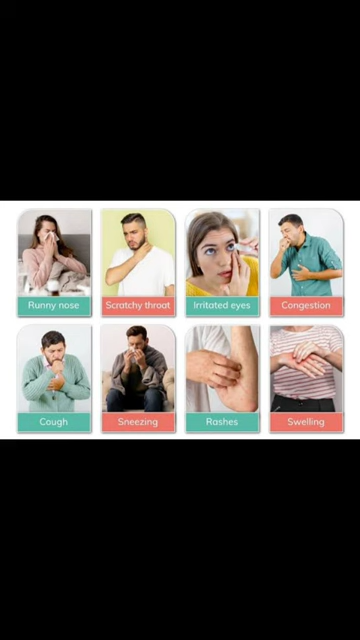 Runny nose
Scratchy throat
Irritated eyes
Congestion
Cough
Sneezing
Rashes
Swelling